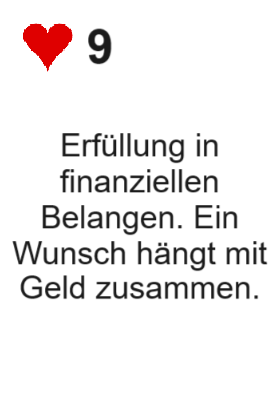 9
Erfüllung in
finanziellen
Belangen. Ein
Wunsch hängt mit
Geld zusammen.